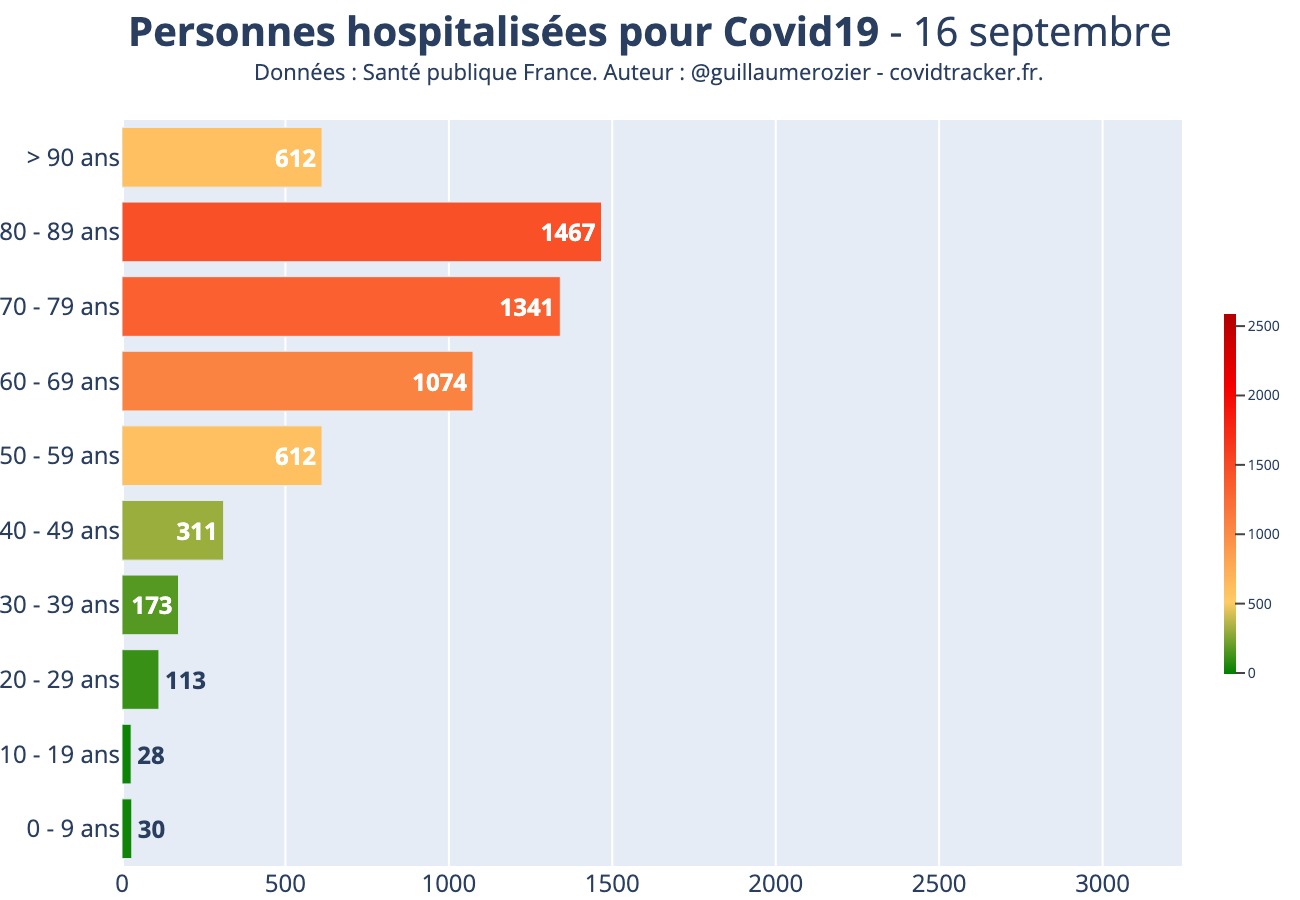 Personnes hospitalisées pour Covid19 - 16 septembre
Données : Santé publique France. Auteur : @guillaumerozier - covidtracker.fr.
> 90 ans 612
80 - 89 ans 1467
70 - 79 ans 1341
60 - 69 ans 1074
50 - 59 ans 612
40 - 49 ans 311
30 - 39 ans 173
20 - 29 ans 113
10 - 19 ans 28
0 - 9 ans 30
0 500 1000 1500 2000 2500 3000
2500
2000
1500
1000
500
0